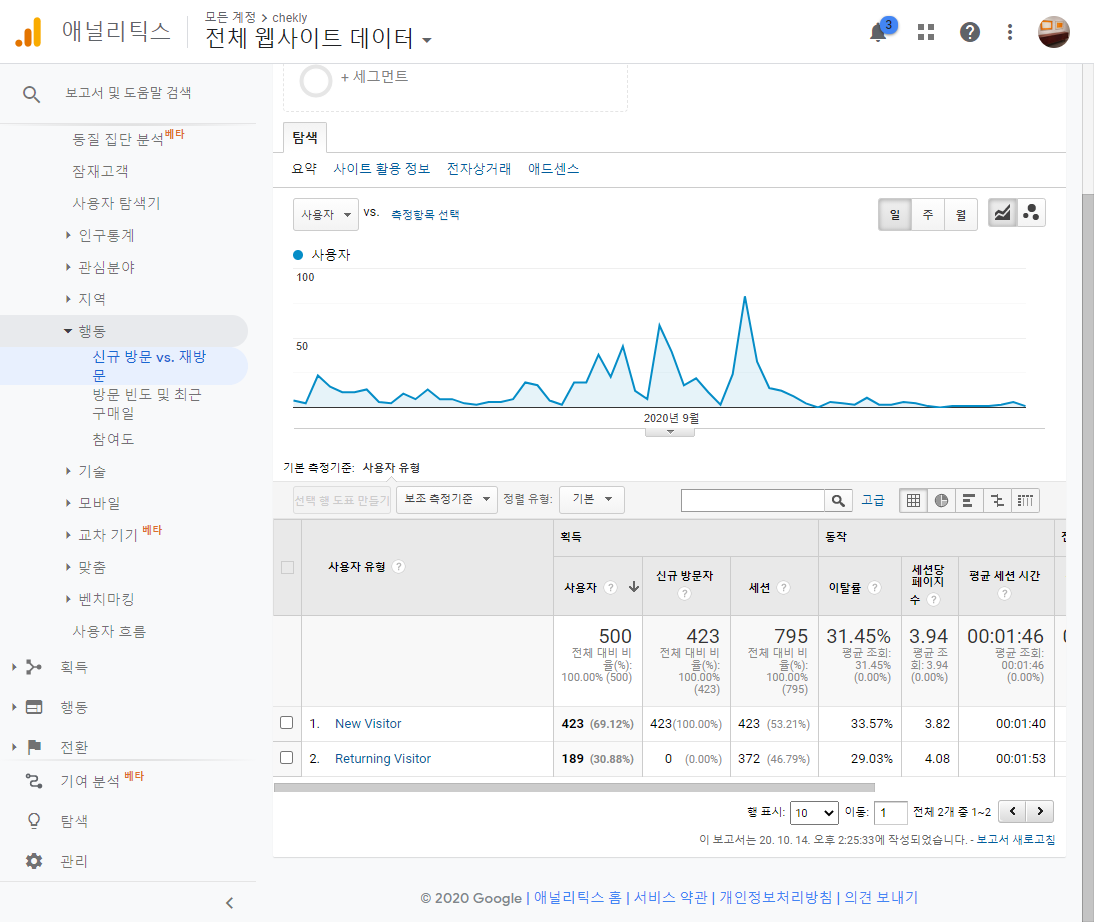 애널리틱스
모든 계정 > chekly
전체 웹사이트 데이터
3
보고서 및 도움말 검색
동질 집단 분석 베타
잠재고객
사용자 탐색기
인구통계
관심분야
지역
행동
신규 방문 vs. 재방
문
방문 빈도 및 최근
구매일
참여도
기술
모바일
교차 기기 베타
맞춤
벤치마킹
사용자 흐름
획득
행동
전환
기여 분석 베타
탐색
관리
+ 세그먼트
탐색
요약 사이트 활용 정보 전자상거래 애드센스
사용자 vs. 측정항목 선택
일 주 월
사용자
100
50
2020년 9월
기본 측정기준: 사용자 유형
선택 행 도표 만들기 보조 측정기준 정렬 유형: 기본 고급
사용자 유형 ?
획득 동작
사용자 ? 신규 방문자 ? 세션 ? 이탈률 ? 세션당 페이지 수 ? 평균 세션 시간 ?
500
전체 대비 비
율(%):
100.00% (500)
423
전체 대비 비
율(%):
100.00%
(423)
795
전체 대비 비
율(%):
100.00%
(795)
31.45%
평균 조회:
31.45%
(0.00%)
3.94
평균 조
회: 3.94
(0.00%)
00:01:46
평균 조회:
00:01:46
(0.00%)
1. New Visitor 423 (69.12%) 423(100.00%) 423 (53.21%) 33.57% 3.82 00:01:40
2. Returning Visitor 189 (30.88%) 0 (0.00%) 372 (46.79%) 29.03% 4.08 00:01:53
행 표시: 10 이동: 1 전체 2개 중 1~2
이 보고서는 20. 10. 14. 오후 2:25:33에 작성되었습니다. - 보고서 새로고침
© 2020 Google | 애널리틱스 홈 | 서비스 약관 | 개인정보처리방침 | 의견 보내기